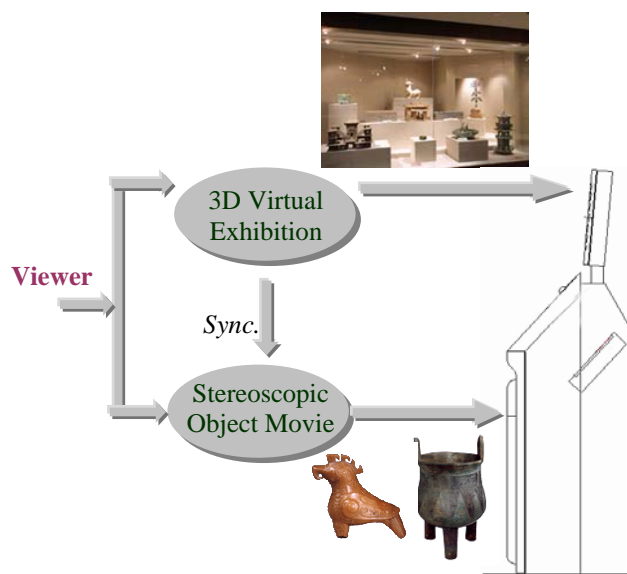 3D Virtual
Exhibition
Viewer
Sync.
Stereoscopic
Object Movie